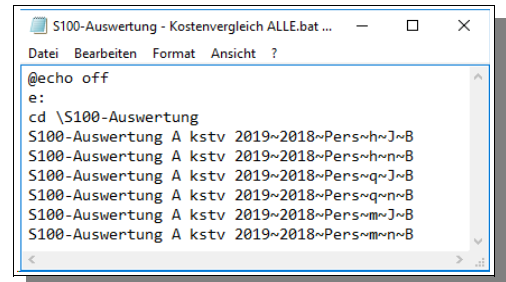 S100-Auswertung - Kostenvergleich ALLE.bat ...
Datei Bearbeiten Format Ansicht ?
@echo off
e:
cd \S100-Auswertung
S100-Auswertung A kstv 2019~2018~Pers~h~J~B
S100-Auswertung A kstv 2019~2018~Pers~h~n~B
S100-Auswertung A kstv 2019~2018~Pers~q~J~B
S100-Auswertung A kstv 2019~2018~Pers~q~n~B
S100-Auswertung A kstv 2019~2018~Pers~m~J~B
S100-Auswertung A kstv 2019~2018~Pers~m~n~B